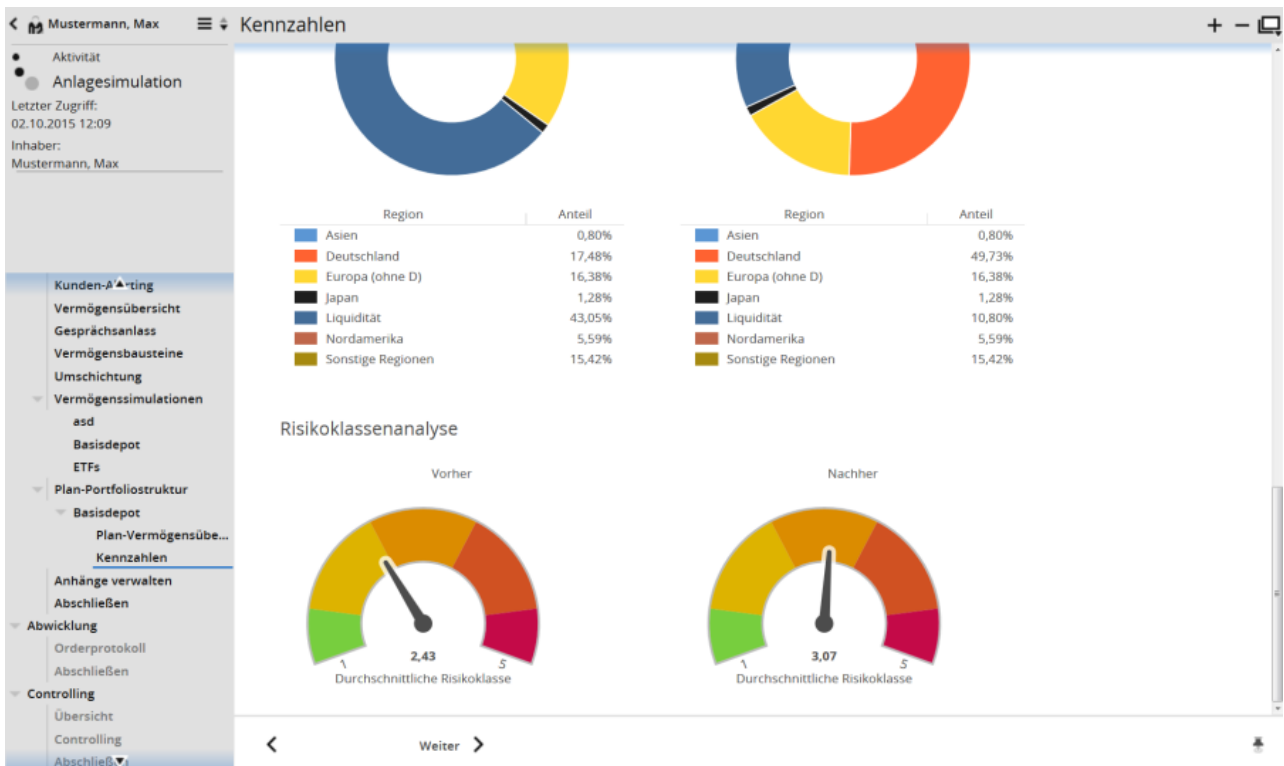 Mustermann, Max
Kennzahlen
Aktivität
Anlagesimulation
Letzter Zugriff:
02.10.2015 12:09
Inhaber:
Mustermann, Max
Vermögensübersicht
Gesprächsanlass
Vermögensbausteine
Umschichtung
Vermögenssimulationen
asd
Basisdepot
ETFs
Plan-Portfoliostruktur
Basisdepot
Plan-Vermögensübe...
Kennzahlen
Anhänge verwalten
Abschließen
Abwicklung
Orderprotokoll
Abschließen
Controlling
Übersicht
Controlling
Region Anteil
Asien 0,80%
Deutschland 17,48%
Europa (ohne D) 16,38%
Japan 1,28%
Liquidität 43,05%
Nordamerika 5,59%
Sonstige Regionen 15,42%
Region Anteil
Asien 0,80%
Deutschland 49,73%
Europa (ohne D) 16,38%
Japan 1,28%
Liquidität 10,80%
Nordamerika 5,59%
Sonstige Regionen 15,42%
Risikoklassenanalyse
Vorher
1 2,43 5
Durchschnittliche Risikoklasse
Nachher
1 3,07 5
Durchschnittliche Risikoklasse
Weiter